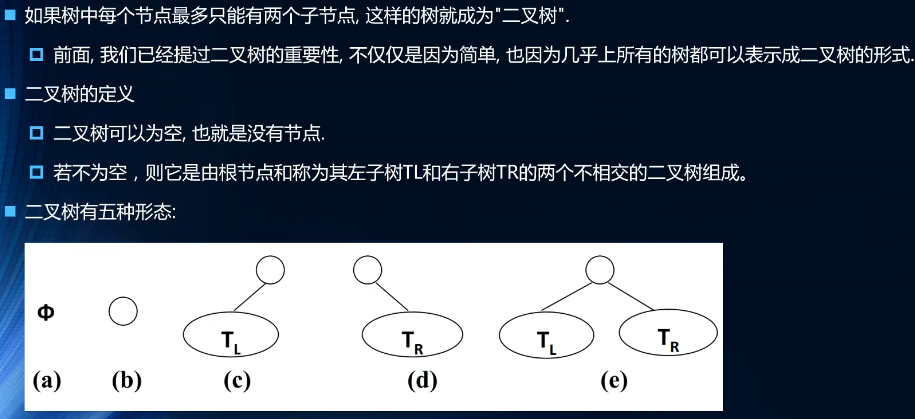 如果树中每个节点最多只能有两个子节点, 这样的树就成为"二叉树".
前面, 我们已经提过二叉树的重要性, 不仅仅是因为简单, 也因为几乎上所有的树都可以表示成二叉树的形式.
二叉树的定义
二叉树可以为空, 也就是没有节点.
若不为空，则它是由根节点和称为其左子树TL和右子树TR的两个不相交的二叉树组成。
二叉树有五种形态:
Φ TL TR TL TR
(a) (b) (c) (d) (e)